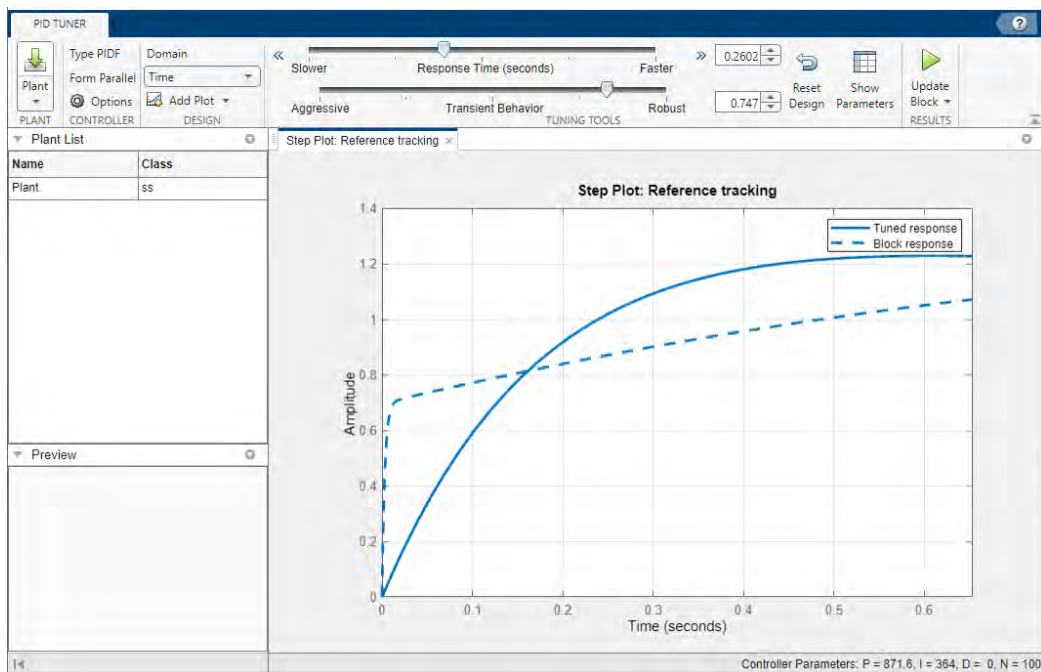 PID TUNER
?
Type PIDF
Domain
Slower
Response Time (seconds)
Faster
0.2602
Plant
Form Parallel
Time
Options
Add Plot
Aggressive
Transient Behavior
Robust
0.747
Reset
Design
Show
Parameters
Update
Block
PLANT
CONTROLLER
DESIGN
TUNING TOOLS
RESULTS
Plant List
Name Class
Plant ss
Preview
Step Plot: Reference tracking ×
Step Plot: Reference tracking
Tuned response
Block response
Amplitude
1.4
1.2
1
0.8
0.6
0.4
0.2
0
0 0.1 0.2 0.3 0.4 0.5 0.6
Time (seconds)
Controller Parameters: P = 871.6, I = 364, D = 0, N = 100